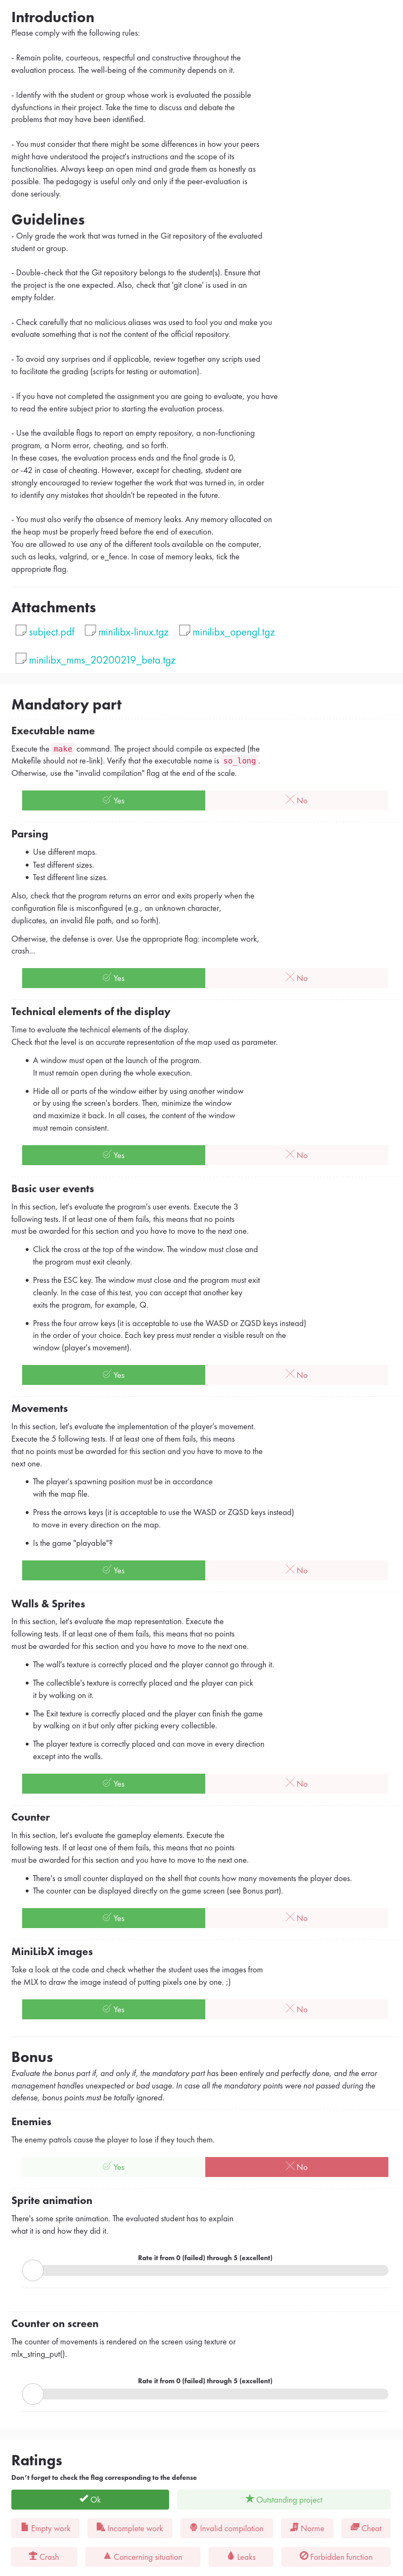 Introduction
Please comply with the following rules:
- Remain polite, courteous, respectful and constructive throughout the
evaluation process. The well-being of the community depends on it.
- Identify with the student or group whose work is evaluated the possible
dysfunctions in their project. Take the time to discuss and debate the
problems that may have been identified.
- You must consider that there might be some differences in how your peers
might have understood the project's instructions and the scope of its
functionalities. Always keep an open mind and grade them as honestly as
possible. The pedagogy is useful only and only if the peer-evaluation is
done seriously.
Guidelines
- Only grade the work that was turned in the Git repository of the evaluated
student or group.
- Double-check that the Git repository belongs to the student(s). Ensure that
the project is the one expected. Also, check that 'git clone' is used in an
empty folder.
- Check carefully that no malicious aliases was used to fool you and make you
evaluate something that is not the content of the official repository.
- To avoid any surprises and if applicable, review together any scripts used
to facilitate the grading (scripts for testing or automation).
- If you have not completed the assignment you are going to evaluate, you have
to read the entire subject prior to starting the evaluation process.
- Use the available flags to report an empty repository, a non-functioning
program, a Norm error, cheating, and so forth.
In these cases, the evaluation process ends and the final grade is 0,
or -42 in case of cheating. However, except for cheating, student are
strongly encouraged to review together the work that was turned in, in order
to identify any mistakes that shouldn't be repeated in the future.
- You must also verify the absence of memory leaks. Any memory allocated on
the heap must be properly freed before the end of execution.
You are allowed to use any of the different tools available on the computer,
such as leaks, valgrind, or e_fence. In case of memory leaks, tick the
appropriate flag.
Attachments
subject.pdf minilibx-linux.tgz minilibx_opengl.tgz
minilibx_mms_20200219_beta.tgz
Mandatory part
Executable name
Execute the make command. The project should compile as expected (the
Makefile should not re-link). Verify that the executable name is so_long.
Otherwise, use the "invalid compilation" flag at the end of the scale.
Yes No
Parsing
• Use different maps.
• Test different sizes.
• Test different line sizes.
Also, check that the program returns an error and exits properly when the
configuration file is misconfigured (e.g., an unknown character,
duplicates, an invalid file path, and so forth).
Otherwise, the defense is over. Use the appropriate flag: incomplete work,
crash...
Yes No
Technical elements of the display
Time to evaluate the technical elements of the display.
Check that the level is an accurate representation of the map used as parameter.
• A window must open at the launch of the program.
It must remain open during the whole execution.
• Hide all or parts of the window either by using another window
or by using the screen's borders. Then, minimize the window
and maximize it back. In all cases, the content of the window
must remain consistent.
Yes No
Basic user events
In this section, let's evaluate the program's user events. Execute the 3
following tests. If at least one of them fails, this means that no points
must be awarded for this section and you have to move to the next one.
• Click the cross at the top of the window. The window must close and
the program must exit cleanly.
• Press the ESC key. The window must close and the program must exit
cleanly. In the case of this test, you can accept that another key
exits the program, for example, Q.
• Press the four arrow keys (it is acceptable to use the WASD or ZQSD keys instead)
in the order of your choice. Each key press must render a visible result on the
window (player's movement).
Yes No
Movements
In this section, let's evaluate the implementation of the player's movement.
Execute the 5 following tests. If at least one of them fails, this means
that no points must be awarded for this section and you have to move to the
next one.
• The player's spawning position must be in accordance
with the map file.
• Press the arrows keys (it is acceptable to use the WASD or ZQSD keys instead)
to move in every direction on the map.
• Is the game "playable"?
Yes No
Walls & Sprites
In this section, let's evaluate the map representation. Execute the
following tests. If at least one of them fails, this means that no points
must be awarded for this section and you have to move to the next one.
• The wall's texture is correctly placed and the player cannot go through it.
• The collectible's texture is correctly placed and the player can pick
it by walking on it.
• The Exit texture is correctly placed and the player can finish the game
by walking on it but only after picking every collectible.
• The player texture is correctly placed and can move in every direction
except into the walls.
Yes No
Counter
In this section, let's evaluate the gameplay elements. Execute the
following tests. If at least one of them fails, this means that no points
must be awarded for this section and you have to move to the next one.
• There's a small counter displayed on the shell that counts how many movements the player does.
• The counter can be displayed directly on the game screen (see Bonus part).
Yes No
MiniLibX images
Take a look at the code and check whether the student uses the images from
the MLX to draw the image instead of putting pixels one by one. ;)
Yes No
Bonus
Evaluate the bonus part if, and only if, the mandatory part has been entirely and perfectly done, and the error
management handles unexpected or bad usage. In case all the mandatory points were not passed during the
defense, bonus points must be totally ignored.
Enemies
The enemy patrols cause the player to lose if they touch them.
Yes No
Sprite animation
There's some sprite animation. The evaluated student has to explain
what it is and how they did it.
Rate it from 0 (failed) through 5 (excellent)
Counter on screen
The counter of movements is rendered on the screen using texture or
mlx_string_put().
Rate it from 0 (failed) through 5 (excellent)
Ratings
Don't forget to check the flag corresponding to the defense
Ok Outstanding project
Empty work Incomplete work Invalid compilation Norme Cheat
Crash Concerning situation Leaks Forbidden function